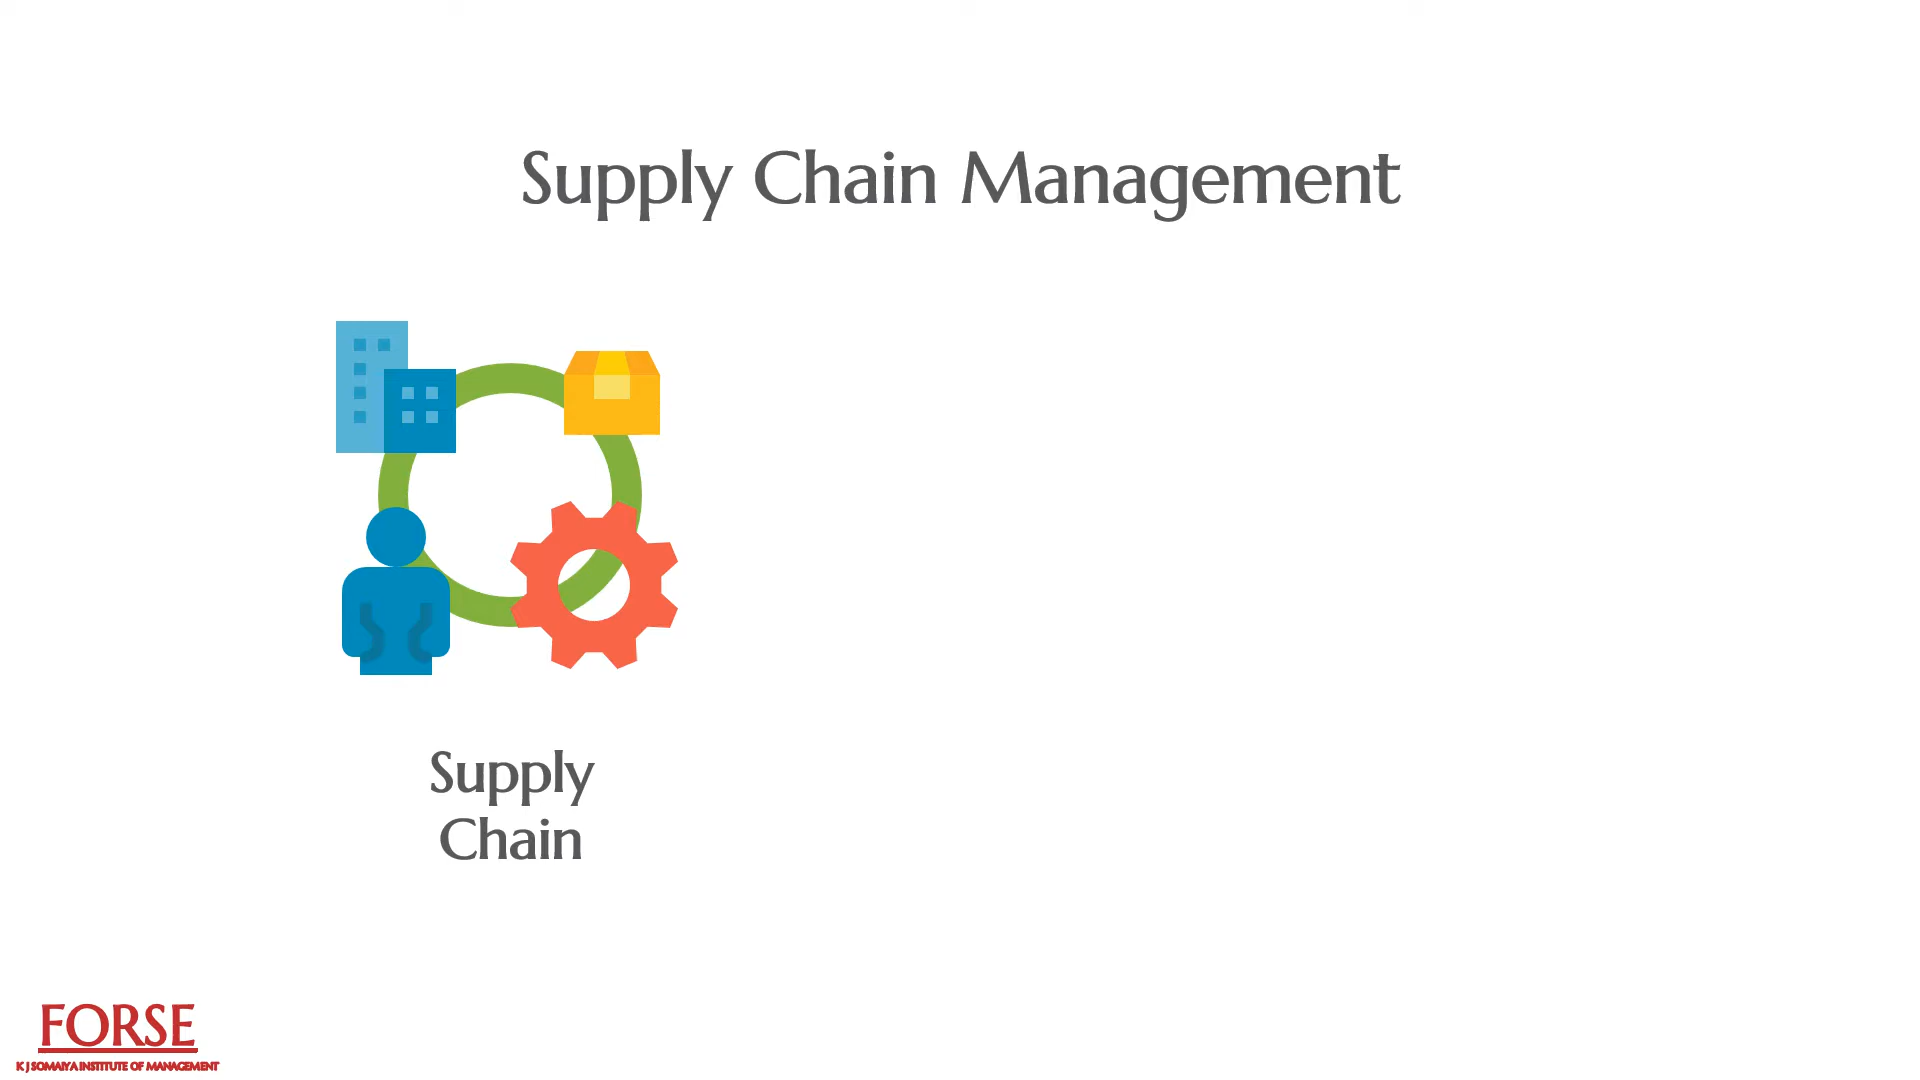 Supply Chain Management
Supply
Chain
FORSE
K J SOMAIYA INSTITUTE OF MANAGEMENT